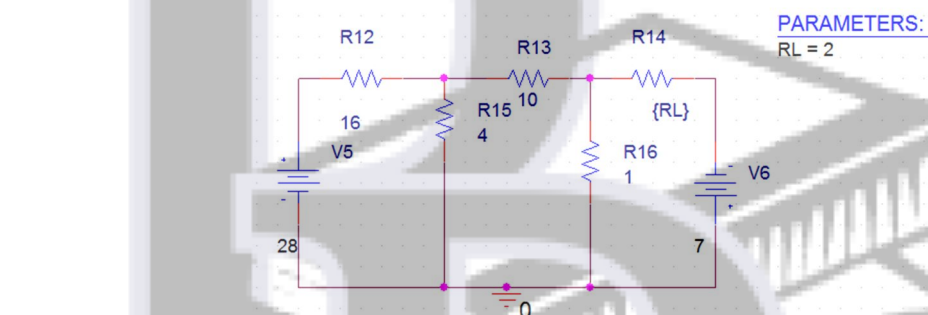 PARAMETERS:
RL = 2
R12
R13
R14
16
R15
10
{RL}
4
V5
R16
1
V6
28
7
0
+
-
-
+